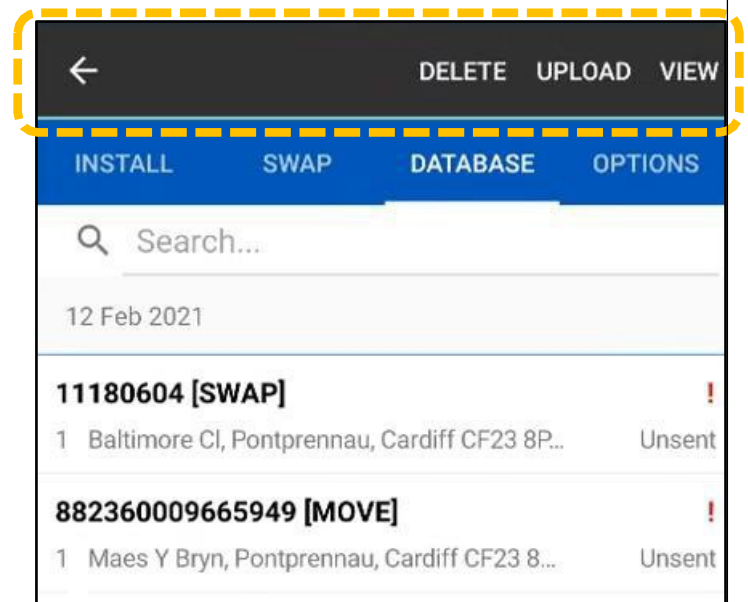 DELETE UPLOAD VIEW
INSTALL SWAP DATABASE OPTIONS
Search...
12 Feb 2021
11180604 [SWAP] !
1 Baltimore Cl, Pontprennau, Cardiff CF23 8P... Unsent
882360009665949 [MOVE] !
1 Maes Y Bryn, Pontprennau, Cardiff CF23 8... Unsent